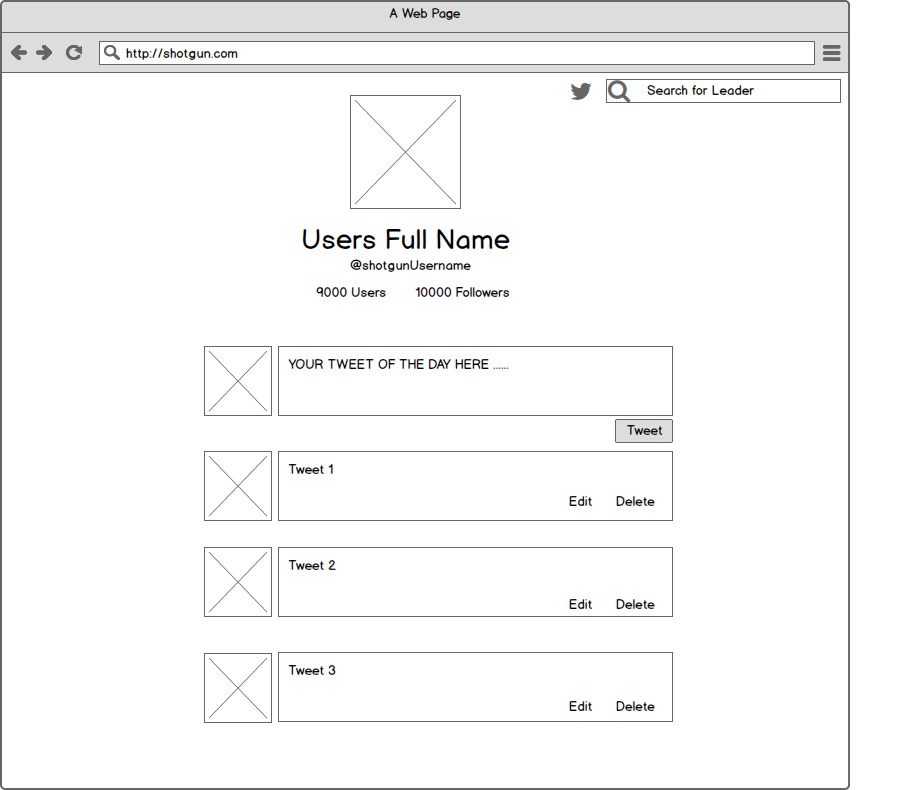 A Web Page
http://shotgun.com
Search for Leader
Users Full Name
@shotgunUsername
9000 Users 10000 Followers
YOUR TWEET OF THE DAY HERE ......
Tweet
Tweet 1
Edit Delete
Tweet 2
Edit Delete
Tweet 3
Edit Delete